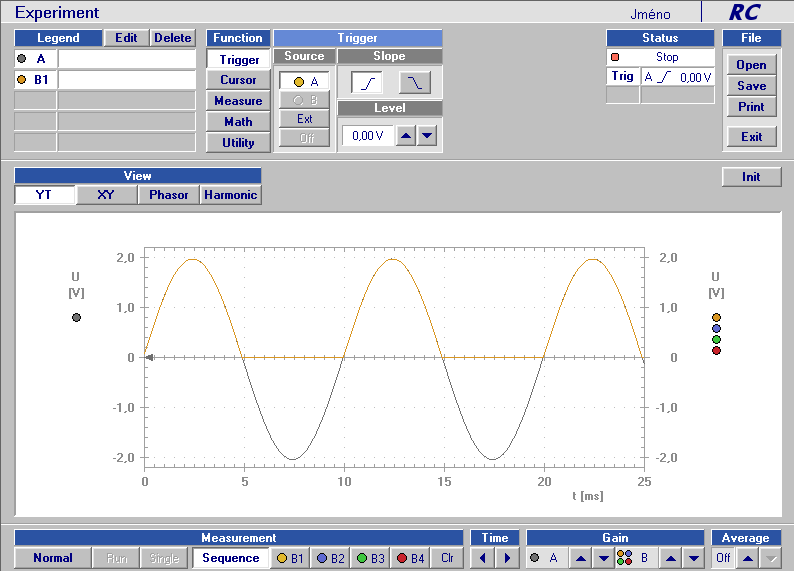 Experiment Jméno RC
Legend Edit Delete Function Trigger Status File
A Trigger Source Slope Stop Open
B1 Cursor A Trig A 0,00 V Save
Measure B Level Print
Math Ext 0,00 V
Utility Off Exit
View Init
YT XY Phasor Harmonic
2,0 2,0
U U
[V] [V]
1,0 1,0
0 0
-1,0 -1,0
-2,0 -2,0
0 5 10 15 20 25
t [ms]
Measurement Time Gain Average
Normal Run Single Sequence B1 B2 B3 B4 Clr A B Off